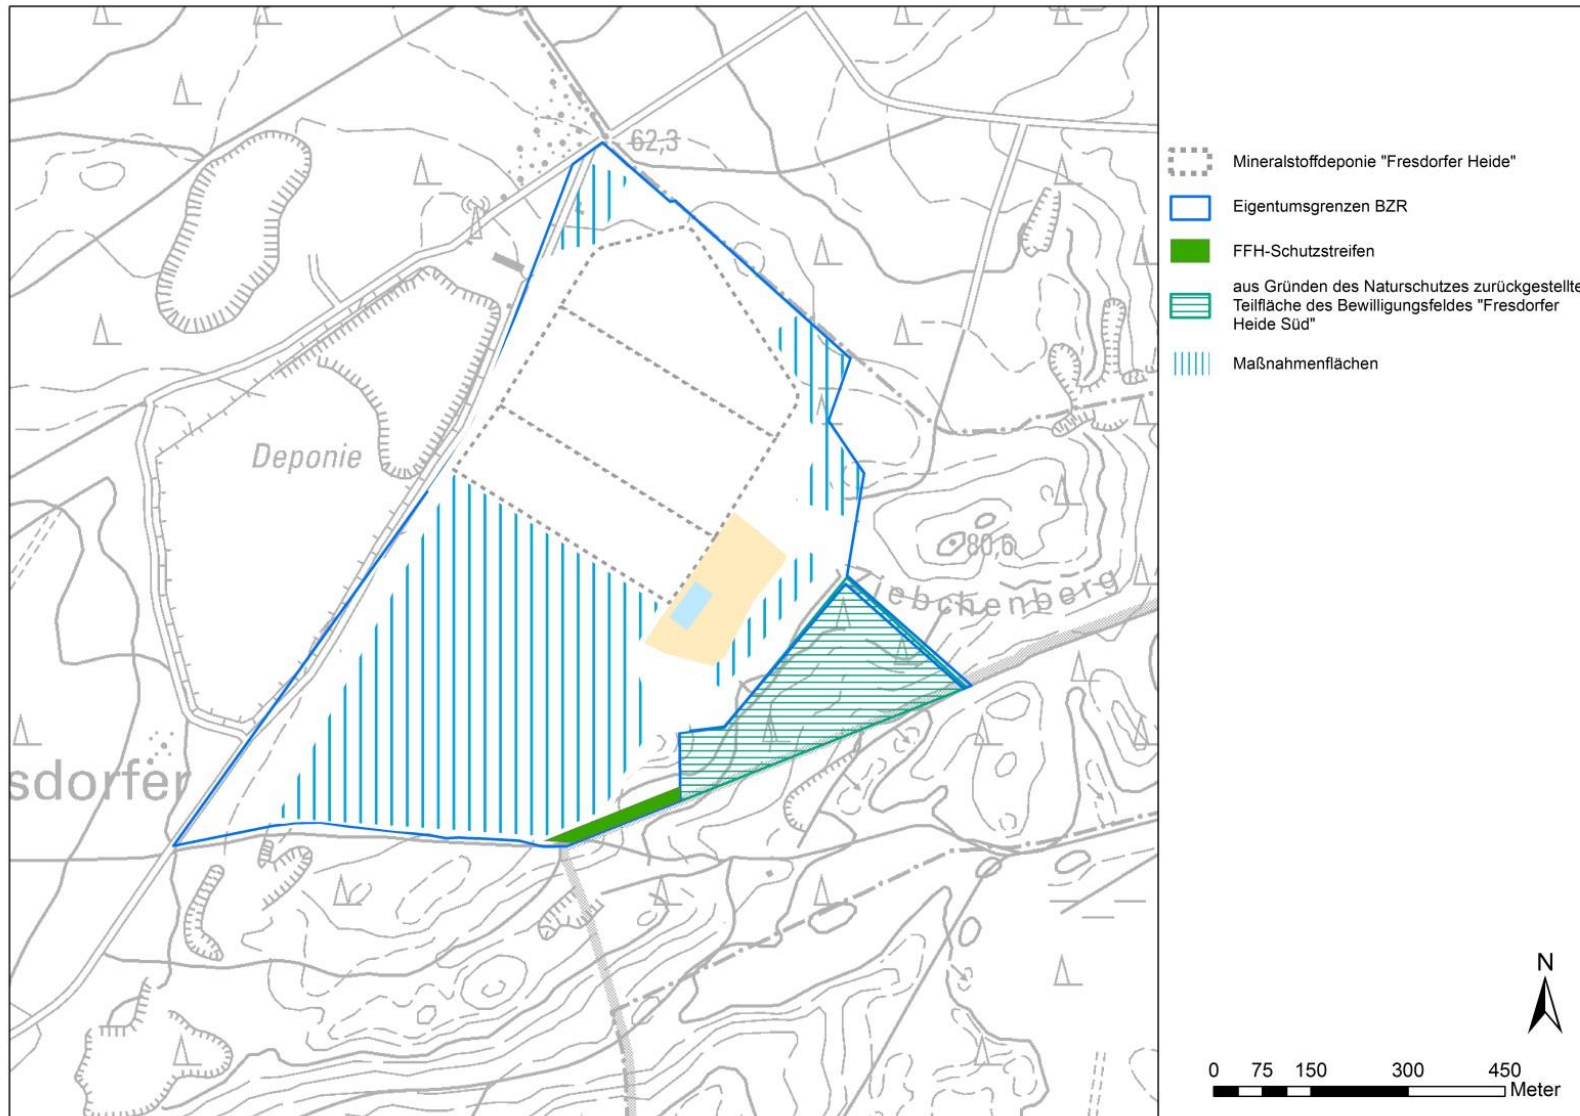 62,3
Deponie
80,6
Ziebchenberg
sdorfer
Mineralstoffdeponie "Fresdorfer Heide"
Eigentumsgrenzen BZR
FFH-Schutzstreifen
aus Gründen des Naturschutzes zurückgestellte
Teilfläche des Bewilligungsfeldes "Fresdorfer
Heide Süd"
Maßnahmenflächen
N
0 75 150 300 450
Meter